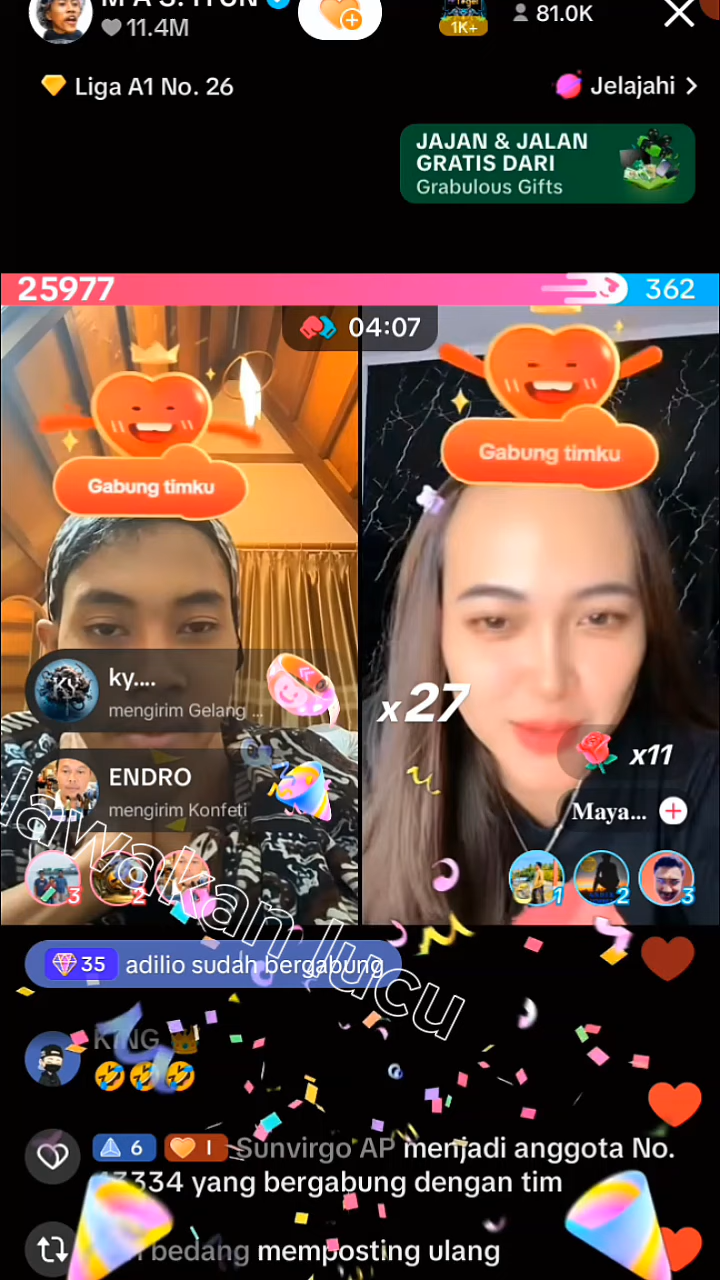 11.4M
1K+
81.0K
Liga A1 No. 26
Jelajahi
JAJAN & JALAN
GRATIS DARI
Grabulous Gifts
25977
362
04:07
Gabung timku
Gabung timku
ky....
mengirim Gelang ...
x27
x11
ENDRO
mengirim Konfeti
Maya...
3
2
1
2
3
lawakan lucu
35 adilio sudah bergabung
KING
6 1 Sunvirgo AP menjadi anggota No.
13334 yang bergabung dengan tim
bedang memposting ulang